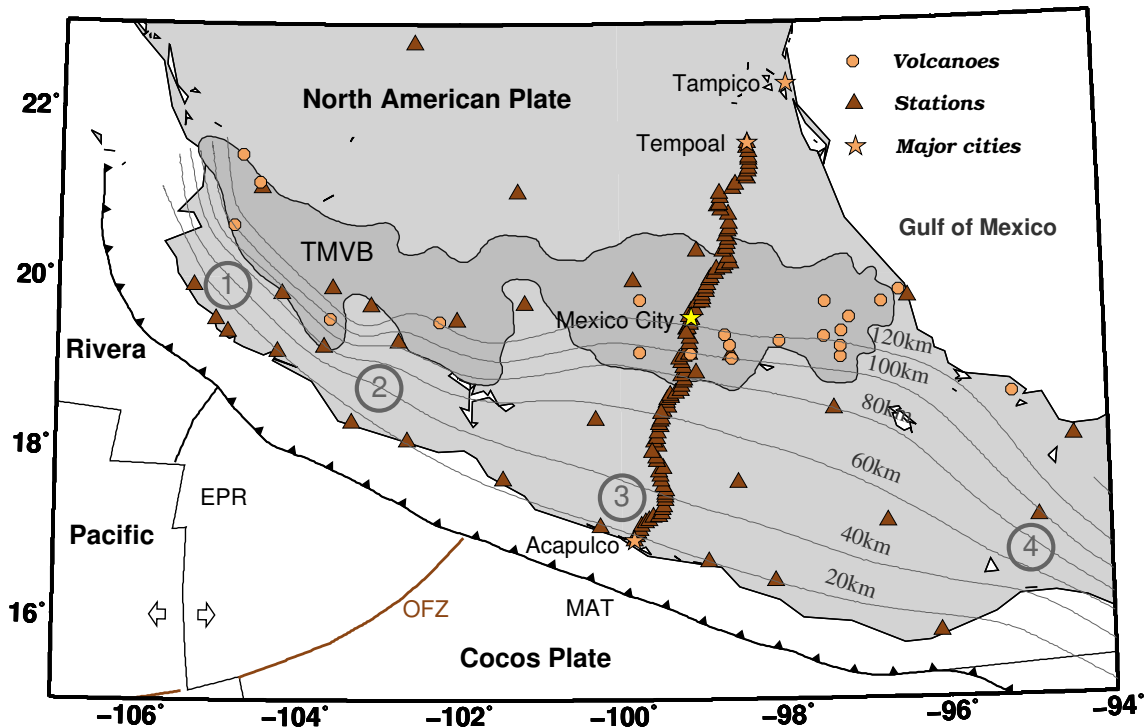 22°
20°
18°
16°
−106°
−104°
−102°
−100°
−98°
−96°
−94°
Volcanoes
Stations
Major cities
North American Plate
Tampico
Tempoal
Gulf of Mexico
TMVB
1
Mexico City
120km
100km
80km
60km
40km
20km
Rivera
2
3
4
EPR
Pacific
Acapulco
OFZ
MAT
Cocos Plate